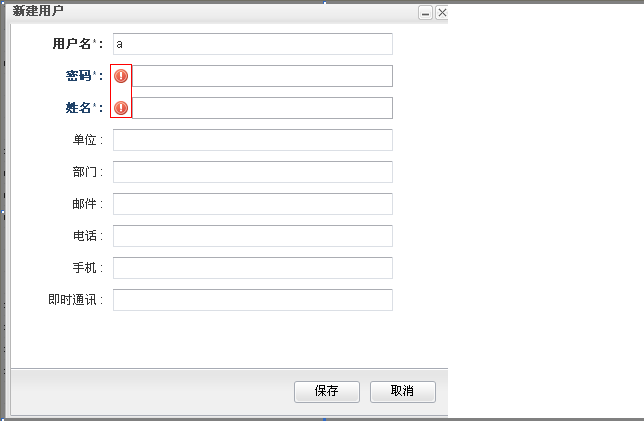 新建用户
用户名*： a
密码*：
姓名*：
单位：
部门：
邮件：
电话：
手机：
即时通讯：
保存 取消